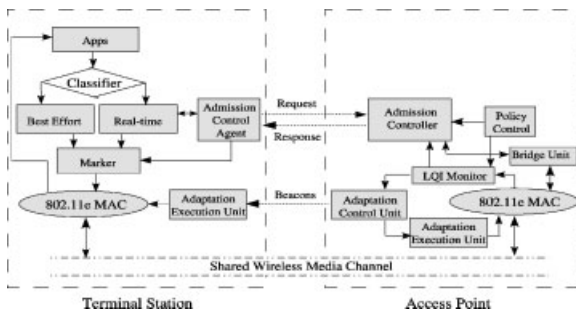 Apps
Classifier
Best Effort
Real-time
Admission
Control
Agent
Marker
802.11e MAC
Adaptation
Execution Unit
Request
Response
Beacons
Admission
Controller
Policy
Control
Bridge Unit
LQI Monitor
Adaptation
Control Unit
802.11e MAC
Adaptation
Execution Unit
Shared Wireless Media Channel
Terminal Station
Access Point